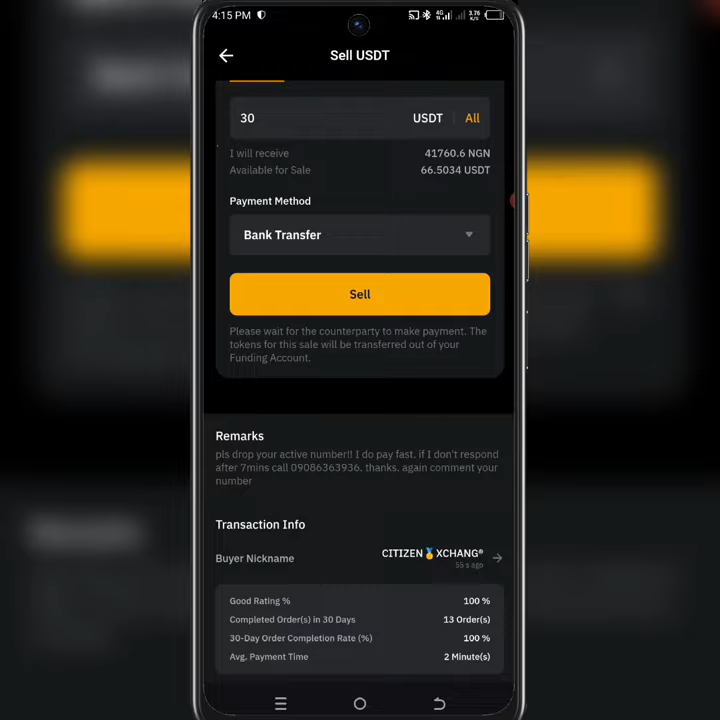 4:15 PM
4G
3.76
K/s
Sell USDT
30 USDT All
I will receive 41760.6 NGN
Available for Sale 66.5034 USDT
Payment Method
Bank Transfer
Sell
Please wait for the counterparty to make payment. The
tokens for this sale will be transferred out of your
Funding Account.
Remarks
pls drop your active number!! I do pay fast. if I don't respond
after 7mins call 09086363936. thanks. again comment your
number
Transaction Info
Buyer Nickname CITIZEN🏅XCHANG®
55 s ago
Good Rating % 100 %
Completed Order(s) in 30 Days 13 Order(s)
30-Day Order Completion Rate (%) 100 %
Avg. Payment Time 2 Minute(s)